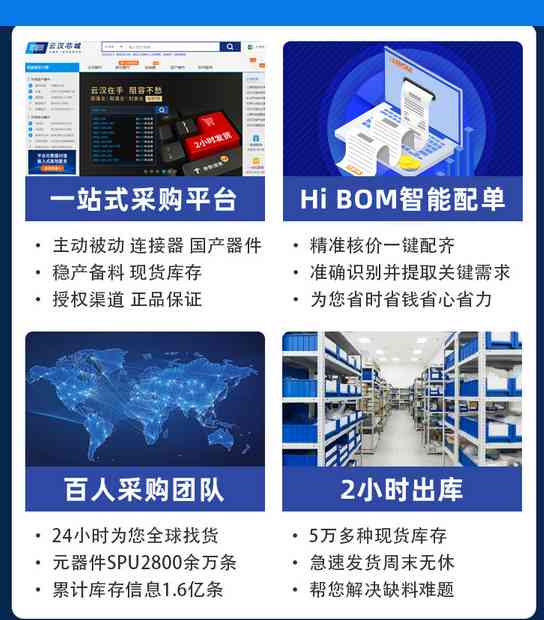 云汉芯城
云汉在手 阻容不愁
2小时发货
一站式采购平台
• 主动被动 连接器 国产器件
• 稳产备料 现货库存
• 授权渠道 正品保证
Hi BOM智能配单
• 精准核价一键配齐
• 准确识别并提取关键需求
• 为您省时省钱省心省力
百人采购团队
• 24小时为您全球找货
• 元器件SPU2800余万条
• 累计库存信息1.6亿条
2小时出库
• 5万多种现货库存
• 急速发货周末无休
• 帮您解决缺料难题